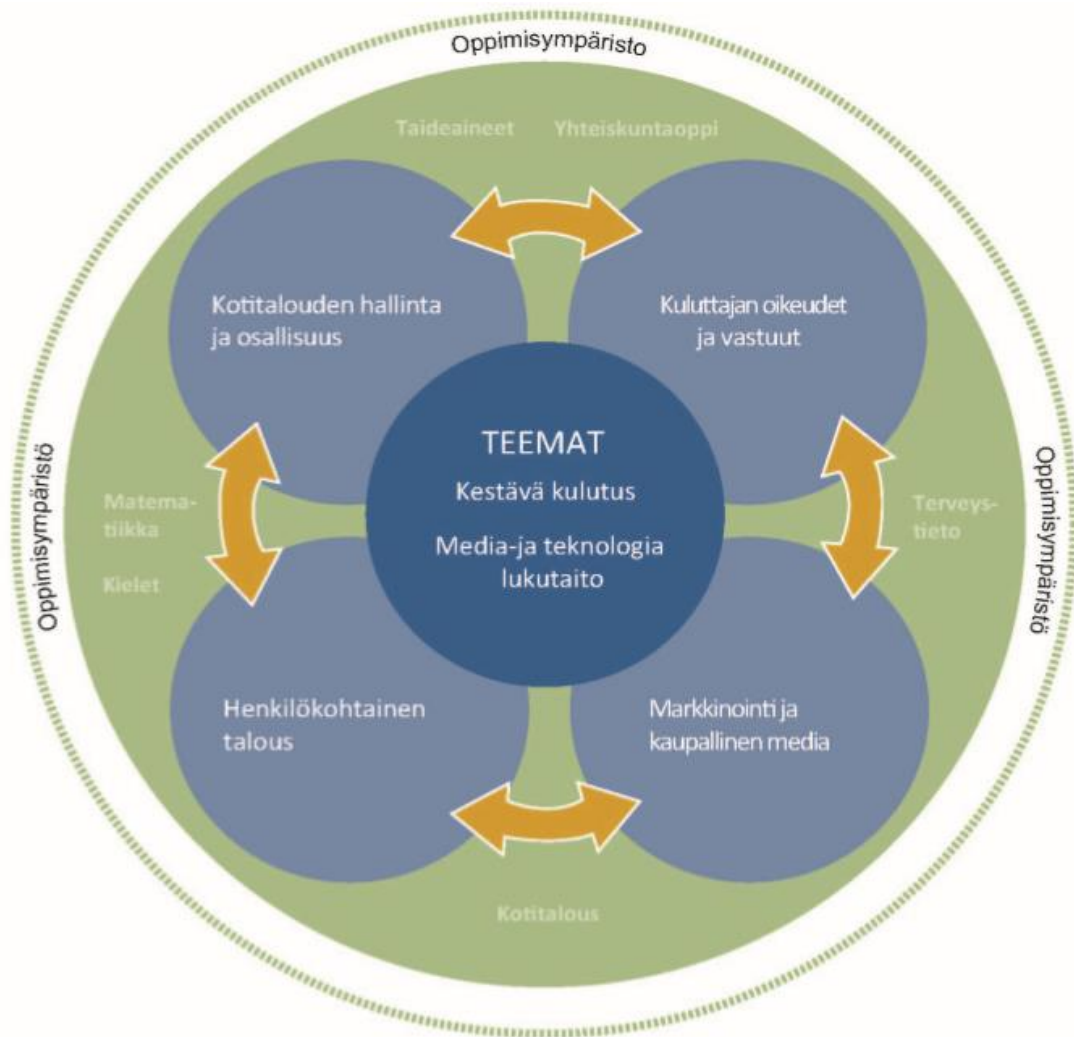 Oppimisympäristo
Taideaineet
Yhteiskuntaoppi
Kotitalouden hallinta
ja osallisuus
Kuluttajan oikeudet
ja vastuut
TEEMAT
Kestävä kulutus
Media-ja teknologia
lukutaito
Oppimisympäristö
Matema-
tiikka
Kielet
Terveys-
tieto
Oppimisympäristö
Henkilökohtainen
talous
Markkinointi ja
kaupallinen media
Kotitalous